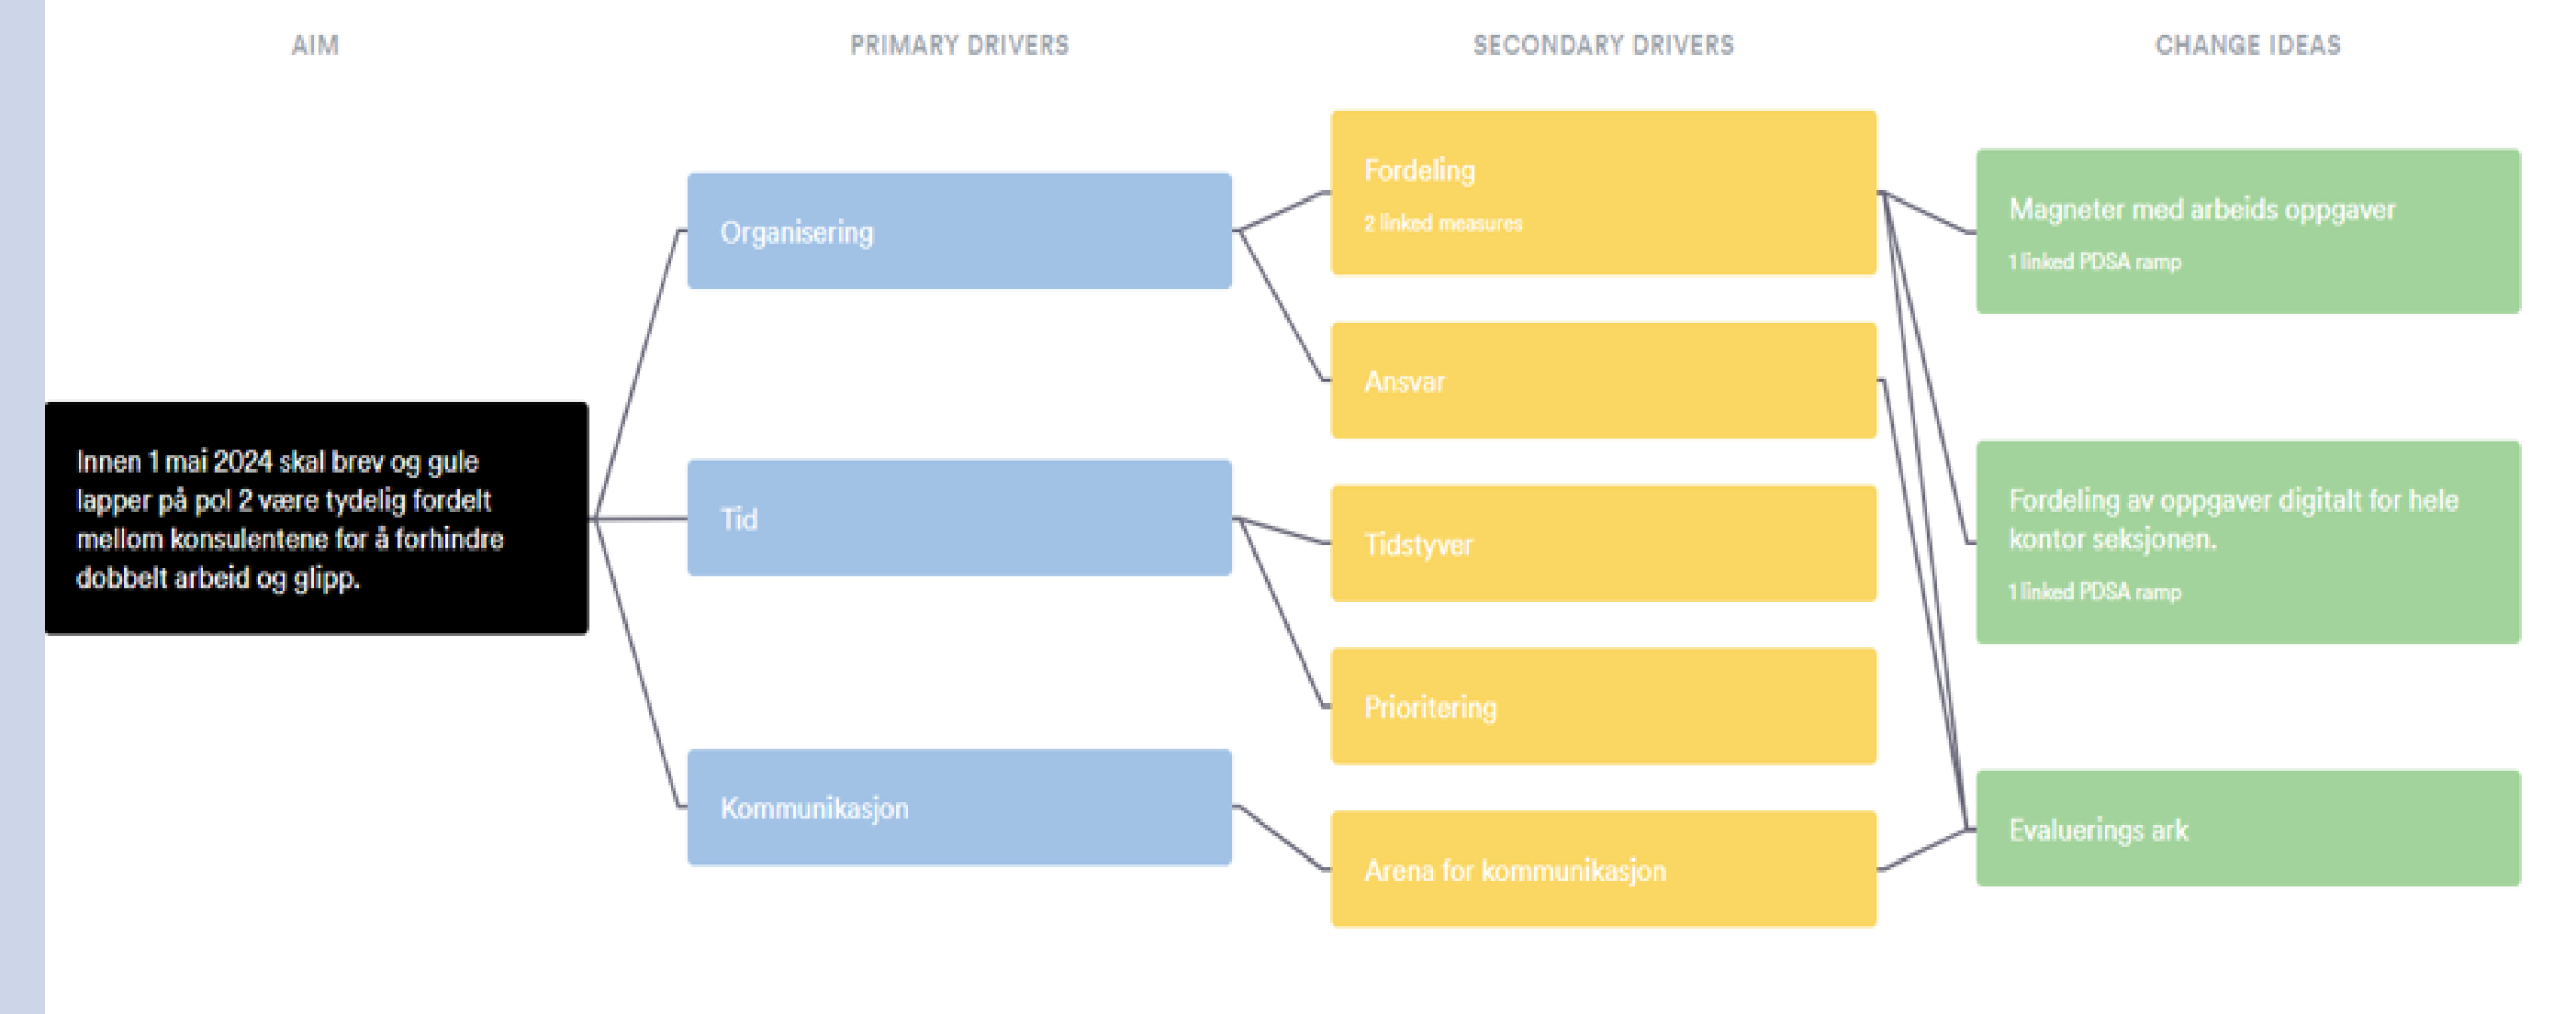 AIM
PRIMARY DRIVERS
SECONDARY DRIVERS
CHANGE IDEAS
Innen 1 mai 2024 skal brev og gule
lapper på pol 2 være tydelig fordelt
mellom konsulentene for å forhindre
dobbelt arbeid og glipp.
Organisering
Tid
Kommunikasjon
Fordeling
2 linked measures
Ansvar
Tidstyver
Prioritering
Arena for kommunikasjon
Magneter med arbeids oppgaver
1 linked PDSA ramp
Fordeling av oppgaver digitalt for hele
kontor seksjonen.
1 linked PDSA ramp
Evaluerings ark